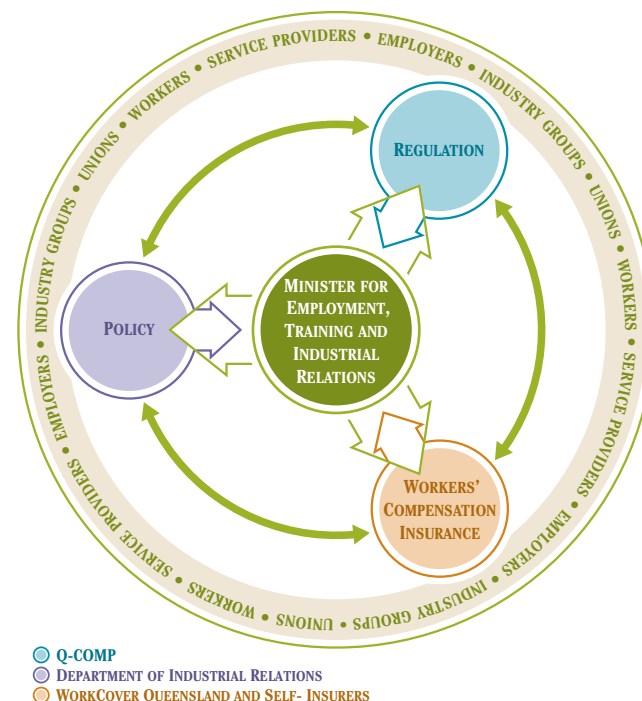 SERVICE PROVIDERS • EMPLOYERS • INDUSTRY GROUPS • UNIONS • WORKERS • SERVICE PROVIDERS • EMPLOYERS • INDUSTRY GROUPS • UNIONS • WORKERS • SERVICE PROVIDERS • EMPLOYERS • INDUSTRY GROUPS • UNIONS • WORKERS •
REGULATION
MINISTER FOR
EMPLOYMENT,
TRAINING AND
INDUSTRIAL
RELATIONS
POLICY
WORKERS'
COMPENSATION
INSURANCE
Q-COMP
DEPARTMENT OF INDUSTRIAL RELATIONS
WORKCOVER QUEENSLAND AND SELF- INSURERS